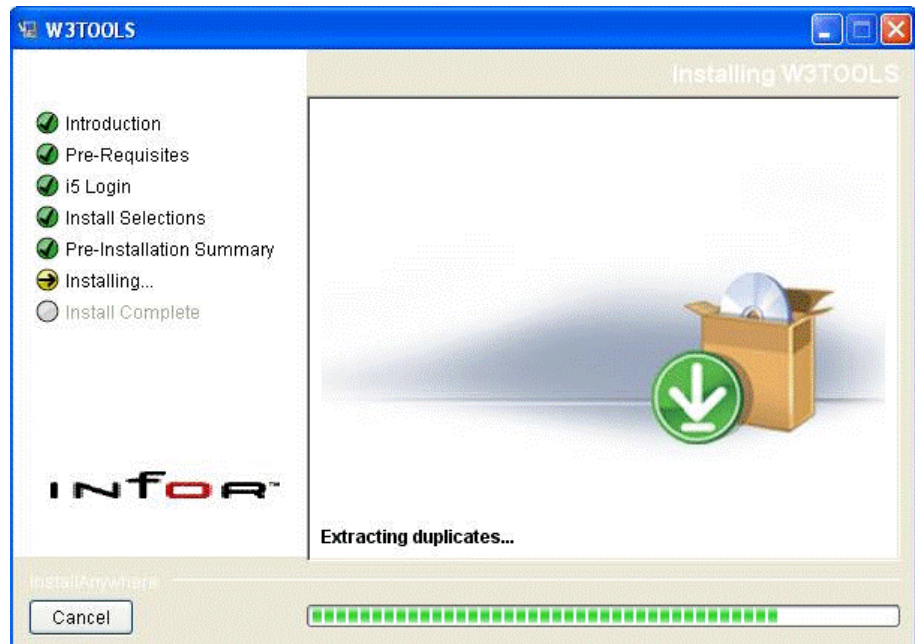 W3TOOLS
Installing W3TOOLS
Introduction
Pre-Requisites
i5 Login
Install Selections
Pre-Installation Summary
Installing...
Install Complete
INFOR™
Extracting duplicates...
InstallAnywhere
Cancel